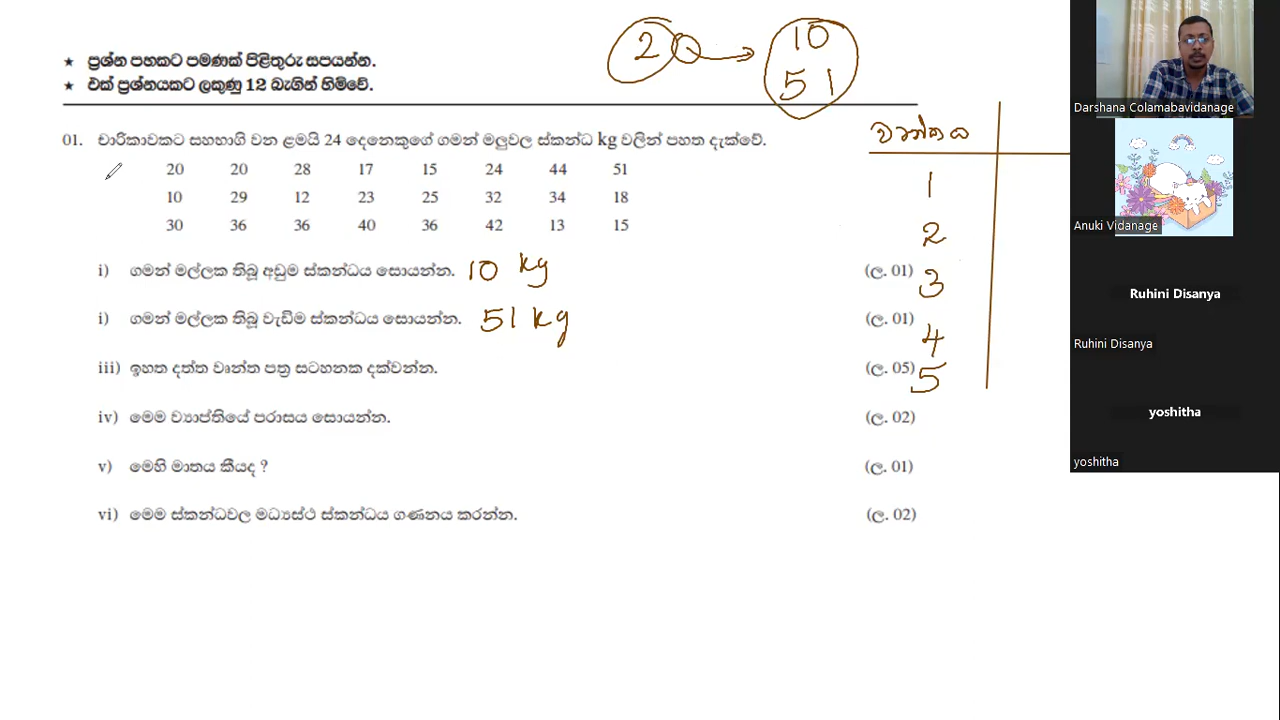 2 → 10
51
★ ප්‍රශ්න පහකට පමණක් පිළිතුරු සපයන්න.
★ එක් ප්‍රශ්නයකට ලකුණු 12 බැගින් හිමිවේ.
01. චාරිකාවකට සහභාගි වන ළමයි 24 දෙනෙකුගේ ගමන් මලුවල ස්කන්ධ kg වලින් පහත දැක්වේ.
20 20 28 17 15 24 44 51
10 29 12 23 25 32 34 18
30 36 36 40 36 42 13 15
i) ගමන් මල්ලක තිබූ අඩුම ස්කන්ධය සොයන්න. 10 kg (ල. 01)
i) ගමන් මල්ලක තිබූ වැඩිම ස්කන්ධය සොයන්න. 51 kg (ල. 01)
iii) ඉහත දත්ත වෘන්ත පත්‍ර සටහනක දක්වන්න. (ල. 05)
iv) මෙම ව්‍යාප්තියේ පරාසය සොයන්න. (ල. 02)
v) මෙහි මාතය කීයද ? (ල. 01)
vi) මෙම ස්කන්ධවල මධ්‍යස්ථ ස්කන්ධය ගණනය කරන්න. (ල. 02)
වෘන්තය
1
2
3
4
5
Darshana Colamabavidanage
Anuki Vidanage
Ruhini Disanya
Ruhini Disanya
yoshitha
yoshitha